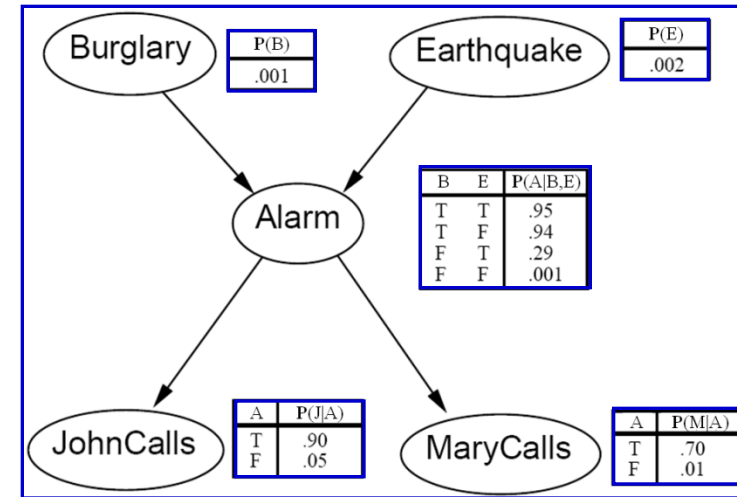 Burglary
P(B)
.001
Earthquake
P(E)
.002
Alarm
B E P(A|B,E)
T T .95
T F .94
F T .29
F F .001
JohnCalls
A P(J|A)
T .90
F .05
MaryCalls
A P(M|A)
T .70
F .01